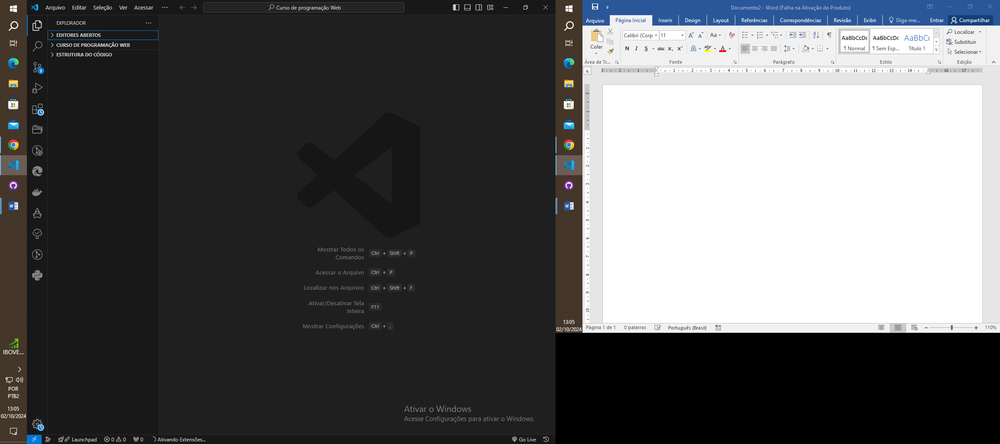 Arquivo Editar Seleção Ver Acessar ··· Curso de programação Web
EXPLORADOR ···
EDITORES ABERTOS
CURSO DE PROGRAMAÇÃO WEB
ESTRUTURA DO CÓDIGO
9
Mostrar Todos os Comandos Ctrl + Shift + P
Acessar o Arquivo Ctrl + P
Localizar nos Arquivos Ctrl + Shift + F
Ativar/Desativar Tela Inteira F11
Mostrar Configurações Ctrl + ,
Ativar o Windows
Acesse Configurações para ativar o Windows.
IBOVE...
POR
PTB2
13:05
02/10/2024
Launchpad 0 0 0 Ativando Extensões... Go Live
13:05
02/10/2024
Documento2 - Word (Falha na Ativação do Produto)
Arquivo Página Inicial Inserir Design Layout Referências Correspondências Revisão Exibir Diga-me... Entrar Compartilhar
Colar
Calibri (Corp 11 Aa
N I S abc x₂ x² A ab A
AaBbCcDc AaBbCcDc AaBbCc
¶ Normal ¶ Sem Esp... Título 1
Localizar
Substituir
Selecionar
Área de Tr... Fonte Parágrafo Estilo Edição
3 2 1 1 2 3 4 5 6 7 8 9 10 11 12 13 14 16 17
2 1 1 2 3 4 5 6 7 8 9 10
Página 1 de 1 0 palavras Português (Brasil) 110%